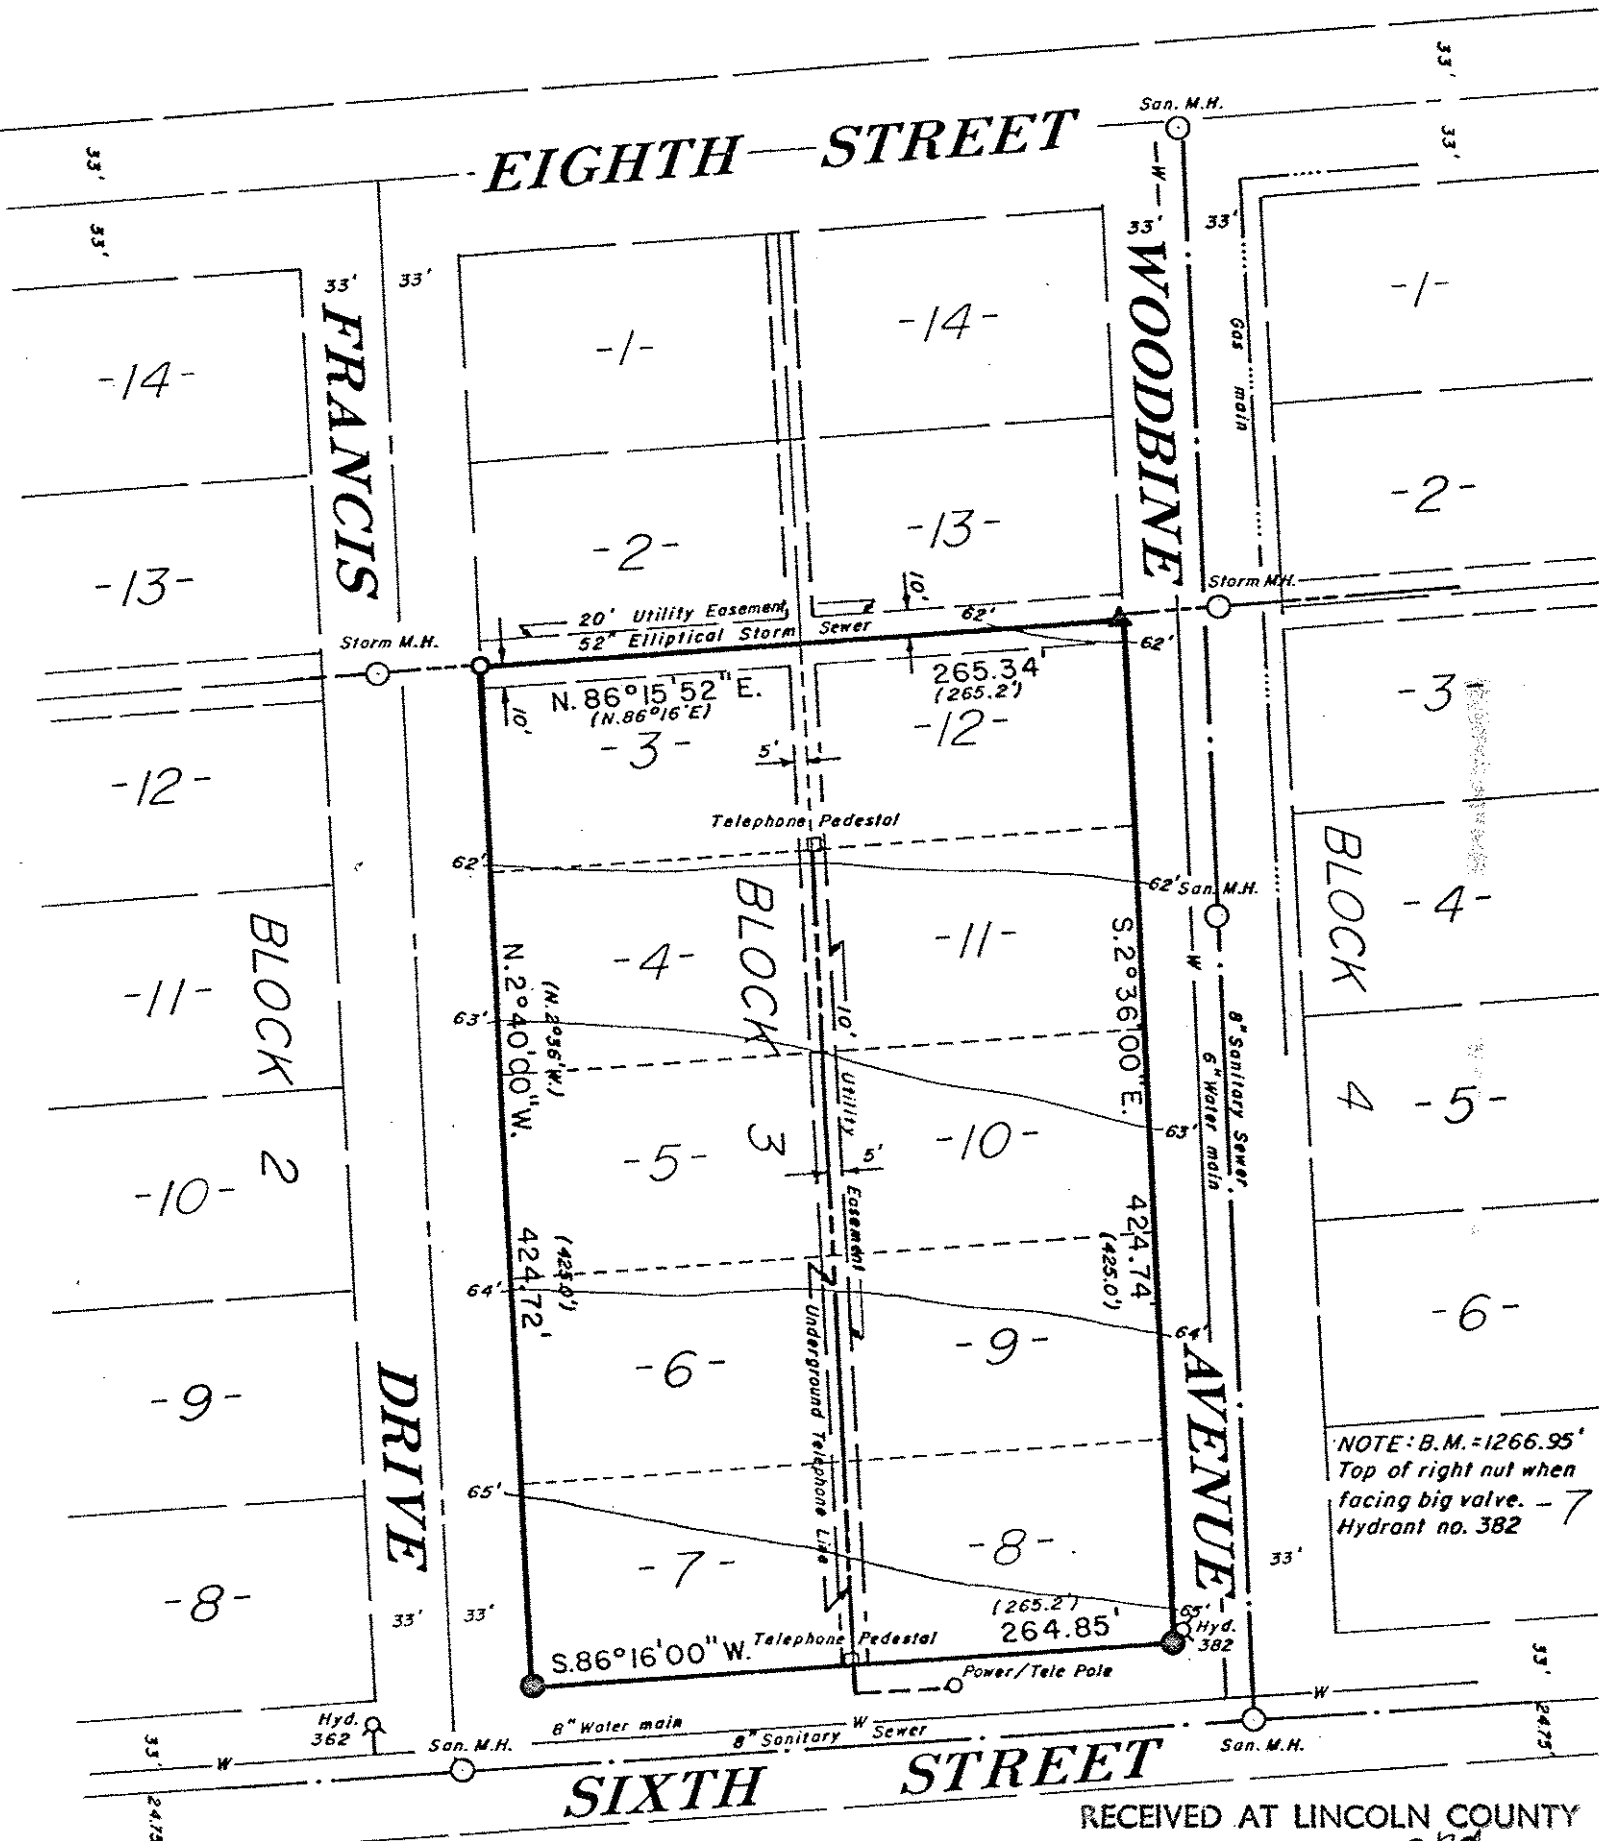 33'
San. M.H.
EIGHTH STREET
33'
33'
33'
W
33'
33'
33'
33'
FRANCIS
DRIVE
WOODBINE
AVENUE
Gas main
-1-
-14-
-1-
-14-
-2-
-13-
-2-
-13-
10'
Storm M.H.
20' Utility Easement
52" Elliptical Storm Sewer
62'
62'
Storm M.H.
N. 86°15'52" E.
(N.86°16'E)
265.34'
(265.2')
10'
-3-
-12-
-3-
-12-
5'
Telephone Pedestal
62'
62'
San. M.H.
BLOCK 2
BLOCK 3
BLOCK 4
-11-
-4-
-11-
-4-
N.2°40'00"W.
(N.2°36'W.)
S.2°36'00"E.
63'
63'
W
8" Sanitary Sewer
6" Water main
10' Utility Easement
-10-
-5-
-10-
-5-
5'
424.72'
(425.0')
424.74'
(425.0')
64'
64'
Underground Telephone Line
-9-
-6-
-9-
-6-
65'
65'
NOTE: B.M.=1266.95'
Top of right nut when
facing big valve.
Hydrant no. 382
-7
-8-
-7-
-8-
33'
33'
33'
(265.2')
264.85'
S.86°16'00"W.
Telephone Pedestal
Hyd.
382
Power/Tele Pole
Hyd.
362
33'
24.75'
W
San. M.H.
8" Water main
W
8" Sanitary Sewer
W
San. M.H.
33'
24.75'
SIXTH STREET
RECEIVED AT LINCOLN COUNTY